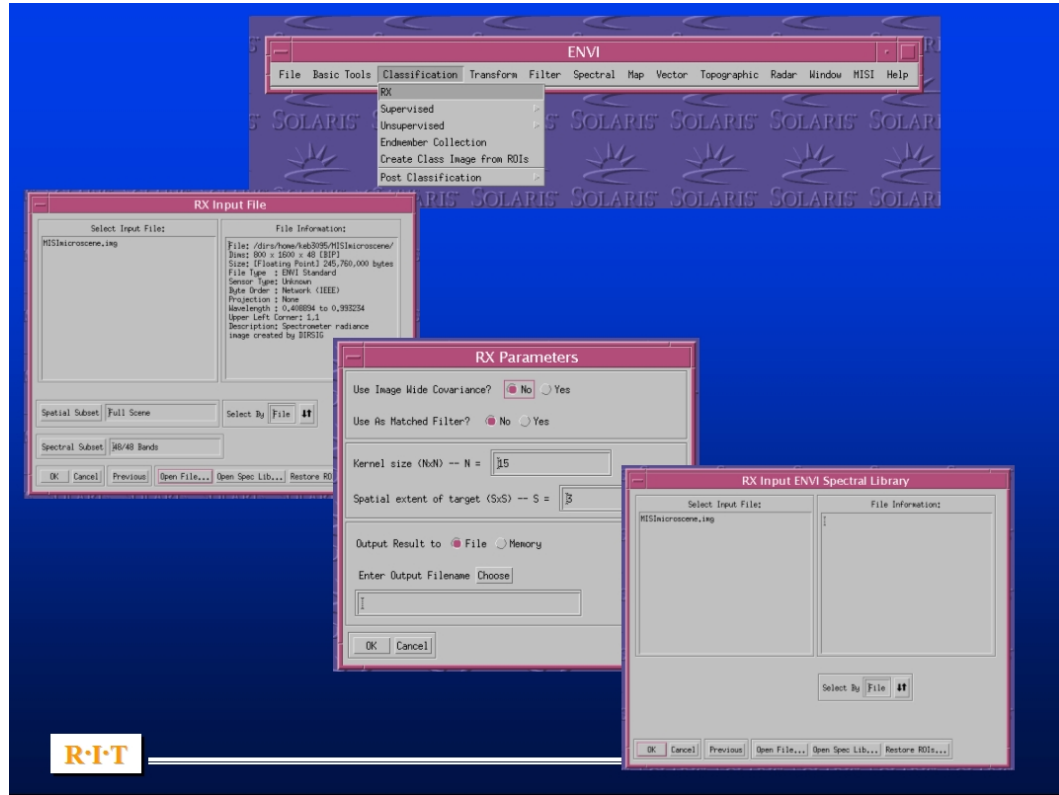 ENVI
File Basic Tools Classification Transform Filter Spectral Map Vector Topographic Radar Window MISI Help
RX
Supervised
Unsupervised
Endmember Collection
Create Class Image from ROIs
Post Classification
SOLARIS SOLARIS SOLARIS SOLARIS
SOLARIS SOLARIS SOLARIS SOLARIS
RX Input File
Select Input File:
MISImicroscene.img
File Information:
File: /dirs/home/keb3095/MISImicroscene/
Dims: 800 x 1600 x 48 [BIP]
Size: [Floating Point] 245,760,000 bytes
File Type : ENVI Standard
Sensor Type: Unknown
Byte Order : Network (IEEE)
Projection : None
Wavelength : 0.408894 to 0.993234
Upper Left Corner: 1,1
Description: Spectrometer radiance
image created by DIRSIG
Spatial Subset Full Scene
Select By File
Spectral Subset 48/48 Bands
OK Cancel Previous Open File... Open Spec Lib... Restore RO
RX Parameters
Use Image Wide Covariance? No Yes
Use As Matched Filter? No Yes
Kernel size (NxN) -- N = 15
Spatial extent of target (SxS) -- S = 3
Output Result to File Memory
Enter Output Filename Choose
OK Cancel
RX Input ENVI Spectral Library
Select Input File:
MISImicroscene.img
File Information:
Select By File
OK Cancel Previous Open File... Open Spec Lib... Restore ROIs...
R·I·T